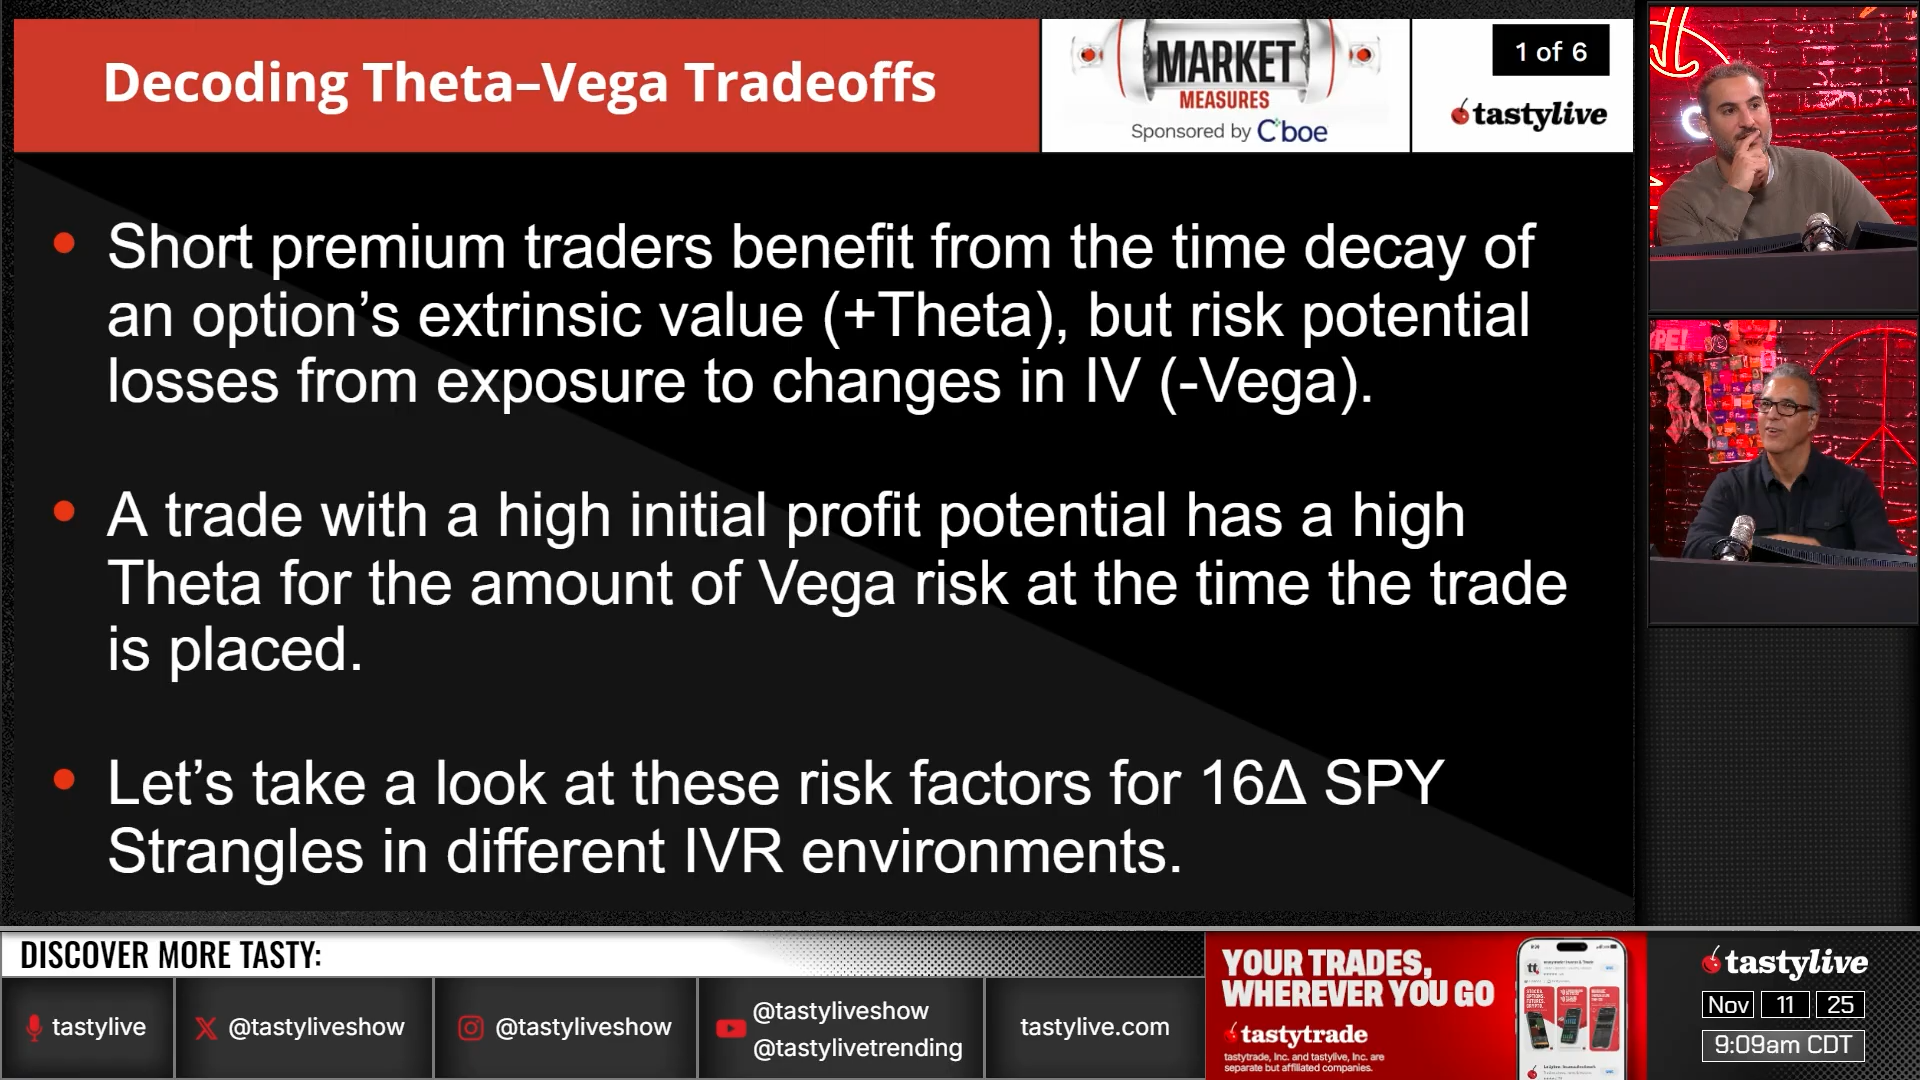 Decoding Theta–Vega Tradeoffs
MARKET
MEASURES
Sponsored by Cboe
1 of 6
tastylive
Short premium traders benefit from the time decay of
an option’s extrinsic value (+Theta), but risk potential
losses from exposure to changes in IV (-Vega).
A trade with a high initial profit potential has a high
Theta for the amount of Vega risk at the time the trade
is placed.
Let’s take a look at these risk factors for 16Δ SPY
Strangles in different IVR environments.
DISCOVER MORE TASTY:
tastylive
@tastyliveshow
@tastyliveshow
@tastyliveshow
@tastylivetrending
tastylive.com
YOUR TRADES,
WHEREVER YOU GO
tastytrade
tastytrade, Inc. and tastylive, Inc. are
separate but affiliated companies.
tastylive
Nov 11 25
9:09am CDT